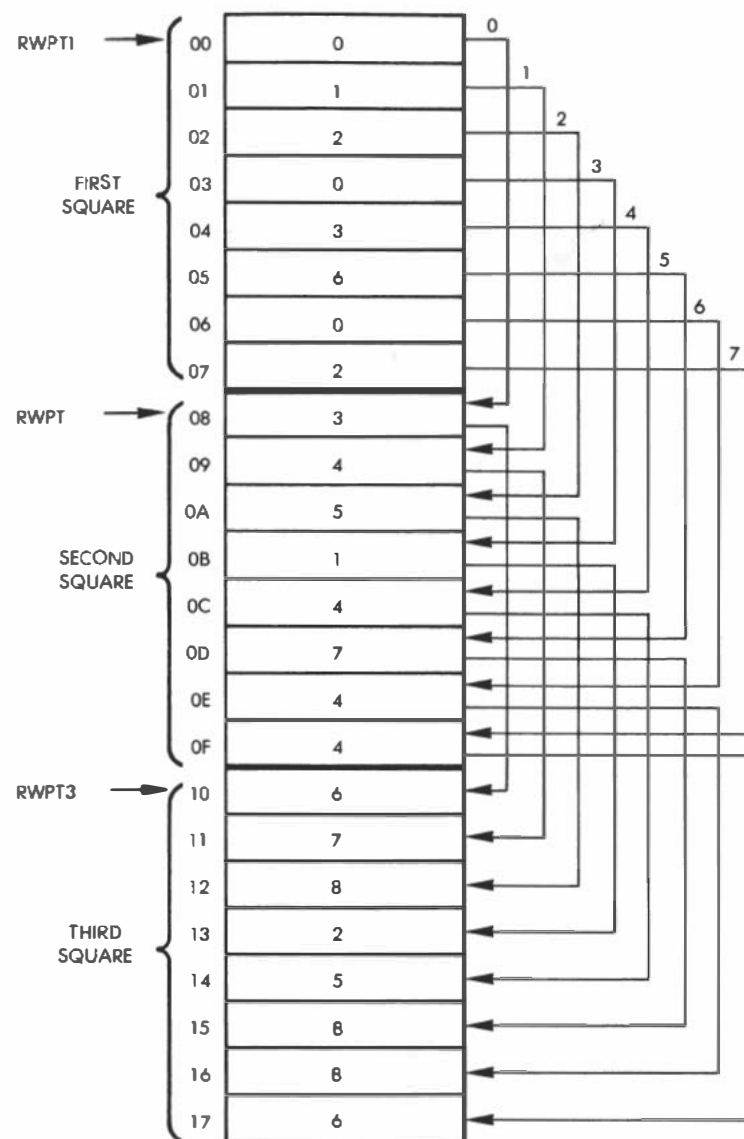 0
RWPT1 00 0
1
01 1
2
02 2
3
FIRST
SQUARE
03 0
4
04 3
5
05 6
6
06 0
7
07 2
RWPT 08 3
09 4
0A 5
SECOND
SQUARE
0B 1
0C 4
0D 7
0E 4
0F 4
RWPT3 10 6
11 7
12 8
THIRD
SQUARE
13 2
14 5
15 8
16 8
17 6